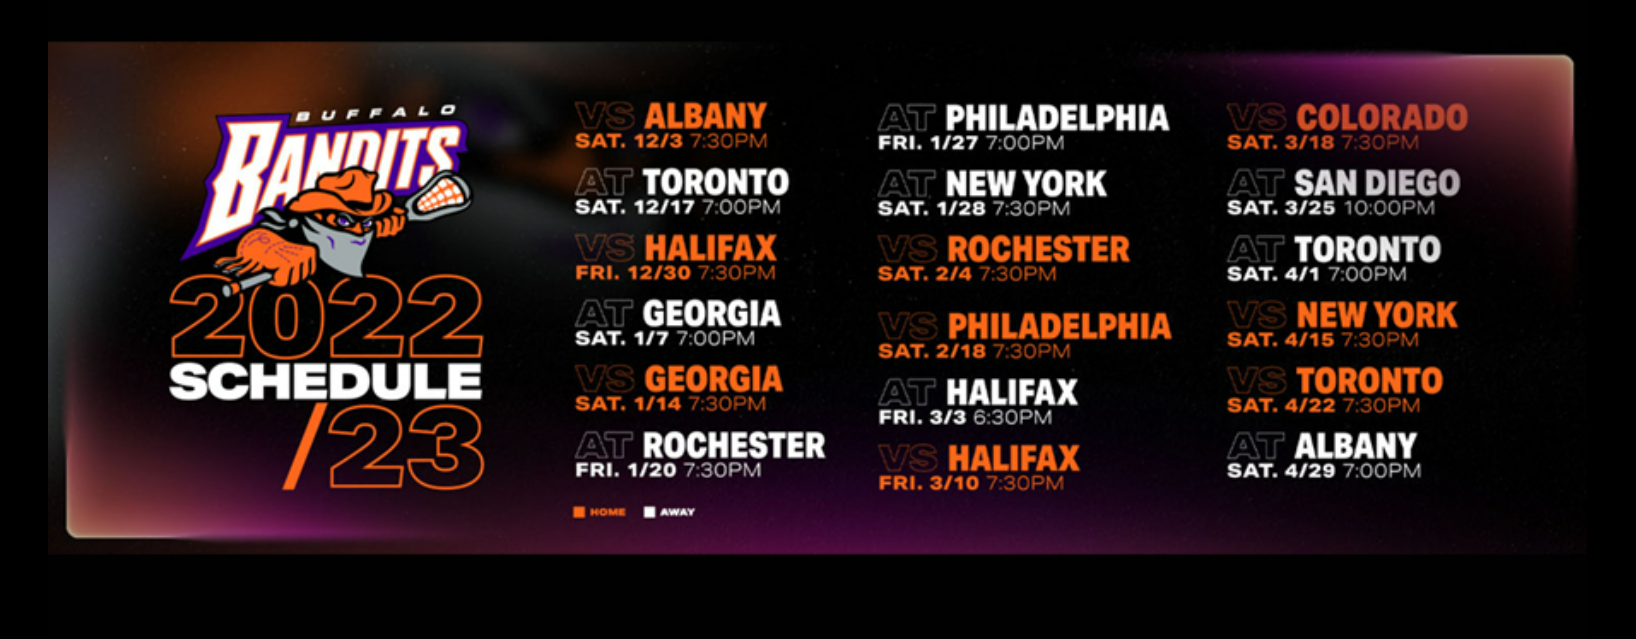 BUFFALO
BANDITS
2022
SCHEDULE
/23
VS ALBANY
SAT. 12/3 7:30PM
AT TORONTO
SAT. 12/17 7:00PM
VS HALIFAX
FRI. 12/30 7:30PM
AT GEORGIA
SAT. 1/7 7:00PM
VS GEORGIA
SAT. 1/14 7:30PM
AT ROCHESTER
FRI. 1/20 7:30PM
HOME AWAY
AT PHILADELPHIA
FRI. 1/27 7:00PM
AT NEW YORK
SAT. 1/28 7:30PM
VS ROCHESTER
SAT. 2/4 7:30PM
VS PHILADELPHIA
SAT. 2/18 7:30PM
AT HALIFAX
FRI. 3/3 6:30PM
VS HALIFAX
FRI. 3/10 7:30PM
VS COLORADO
SAT. 3/18 7:30PM
AT SAN DIEGO
SAT. 3/25 10:00PM
AT TORONTO
SAT. 4/1 7:00PM
VS NEW YORK
SAT. 4/15 7:30PM
VS TORONTO
SAT. 4/22 7:30PM
AT ALBANY
SAT. 4/29 7:00PM